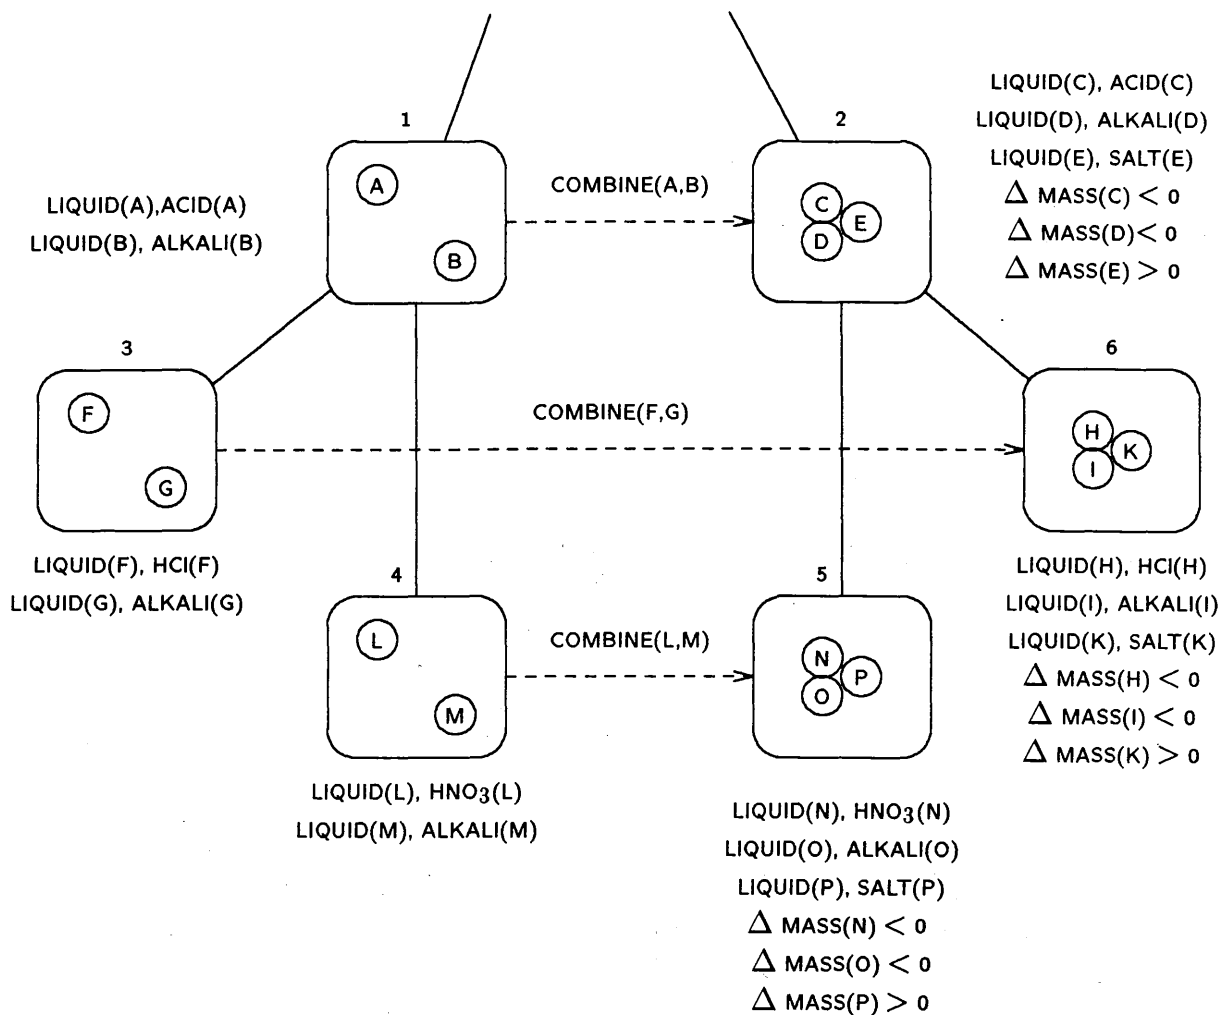 1
2
LIQUID(C), ACID(C)
LIQUID(D), ALKALI(D)
LIQUID(E), SALT(E)
Δ MASS(C) < 0
Δ MASS(D)< 0
Δ MASS(E) > 0
A
B
COMBINE(A,B)
C
D
E
LIQUID(A),ACID(A)
LIQUID(B), ALKALI(B)
3
6
F
G
COMBINE(F,G)
H
I
K
LIQUID(F), HCl(F)
LIQUID(G), ALKALI(G)
LIQUID(H), HCl(H)
LIQUID(I), ALKALI(I)
LIQUID(K), SALT(K)
Δ MASS(H) < 0
Δ MASS(I) < 0
Δ MASS(K) > 0
4
5
L
M
COMBINE(L,M)
N
O
P
LIQUID(L), HNO3(L)
LIQUID(M), ALKALI(M)
LIQUID(N), HNO3(N)
LIQUID(O), ALKALI(O)
LIQUID(P), SALT(P)
Δ MASS(N) < 0
Δ MASS(O) < 0
Δ MASS(P) > 0